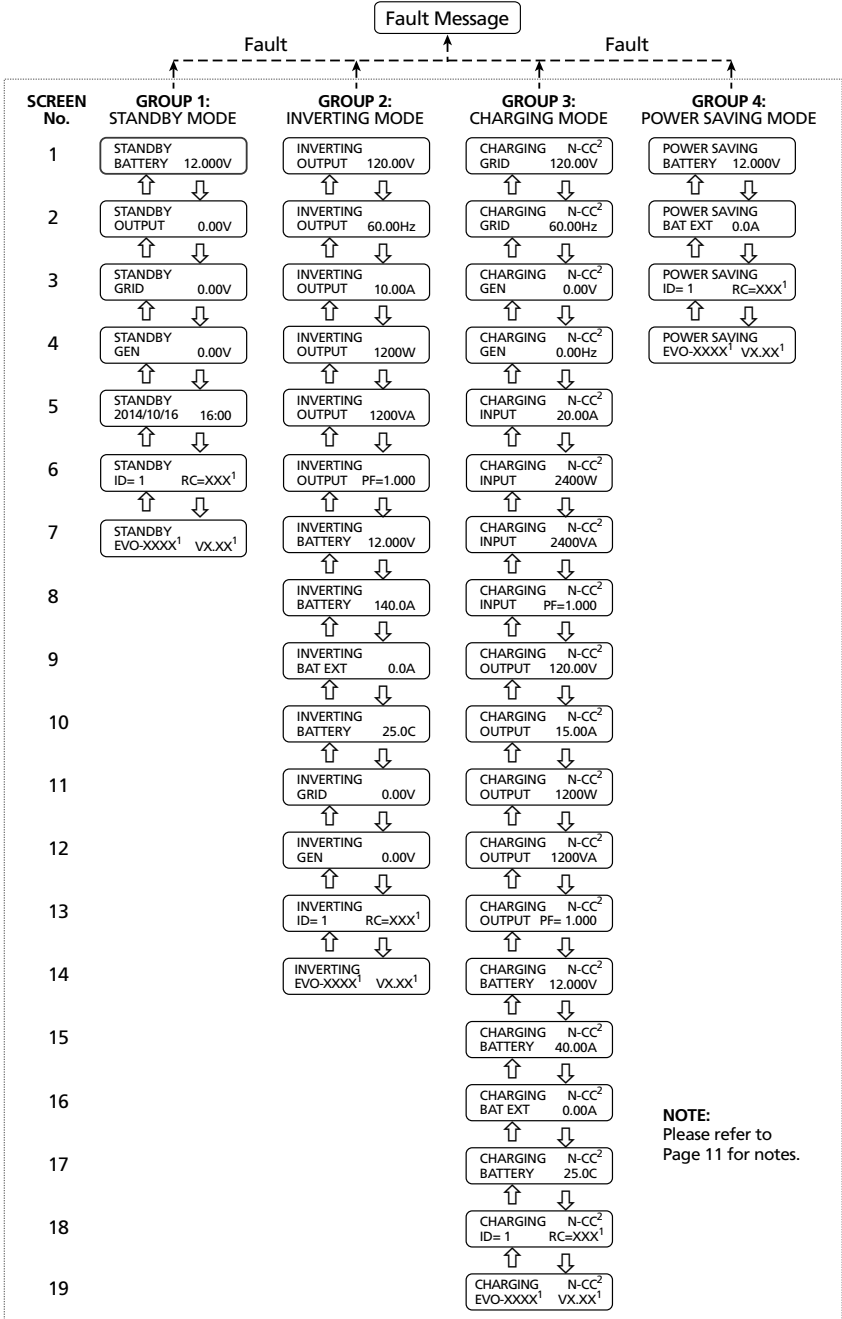 Fault Message
Fault Fault
SCREEN No. GROUP 1: STANDBY MODE GROUP 2: INVERTING MODE GROUP 3: CHARGING MODE GROUP 4: POWER SAVING MODE
1
STANDBY
BATTERY 12.000V
INVERTING
OUTPUT 120.00V
CHARGING N-CC²
GRID 120.00V
POWER SAVING
BATTERY 12.000V
2
STANDBY
OUTPUT 0.00V
INVERTING
OUTPUT 60.00Hz
CHARGING N-CC²
GRID 60.00Hz
POWER SAVING
BAT EXT 0.0A
3
STANDBY
GRID 0.00V
INVERTING
OUTPUT 10.00A
CHARGING N-CC²
GEN 0.00V
POWER SAVING
ID= 1 RC=XXX¹
4
STANDBY
GEN 0.00V
INVERTING
OUTPUT 1200W
CHARGING N-CC²
GEN 0.00Hz
POWER SAVING
EVO-XXXX¹ VX.XX¹
5
STANDBY
2014/10/16 16:00
INVERTING
OUTPUT 1200VA
CHARGING N-CC²
INPUT 20.00A
6
STANDBY
ID= 1 RC=XXX¹
INVERTING
OUTPUT PF=1.000
CHARGING N-CC²
INPUT 2400W
7
STANDBY
EVO-XXXX¹ VX.XX¹
INVERTING
BATTERY 12.000V
CHARGING N-CC²
INPUT 2400VA
8
INVERTING
BATTERY 140.0A
CHARGING N-CC²
INPUT PF=1.000
9
INVERTING
BAT EXT 0.0A
CHARGING N-CC²
OUTPUT 120.00V
10
INVERTING
BATTERY 25.0C
CHARGING N-CC²
OUTPUT 15.00A
11
INVERTING
GRID 0.00V
CHARGING N-CC²
OUTPUT 1200W
12
INVERTING
GEN 0.00V
CHARGING N-CC²
OUTPUT 1200VA
13
INVERTING
ID= 1 RC=XXX¹
CHARGING N-CC²
OUTPUT PF= 1.000
14
INVERTING
EVO-XXXX¹ VX.XX¹
CHARGING N-CC²
BATTERY 12.000V
15
CHARGING N-CC²
BATTERY 40.00A
16
CHARGING N-CC²
BAT EXT 0.00A
17
CHARGING N-CC²
BATTERY 25.0C
18
CHARGING N-CC²
ID= 1 RC=XXX¹
19
CHARGING N-CC²
EVO-XXXX¹ VX.XX¹
NOTE:
Please refer to
Page 11 for notes.